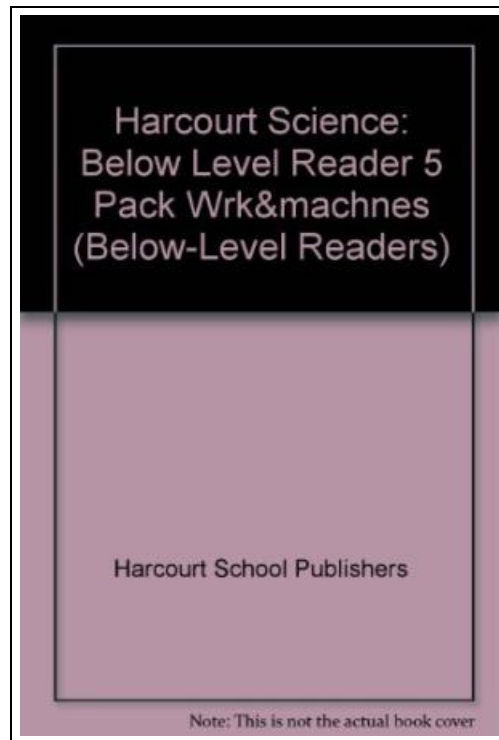 Harcourt Science:
Below Level Reader 5
Pack Wrk&machnes
(Below-Level Readers)
Harcourt School Publishers
Note: This is not the actual book cover